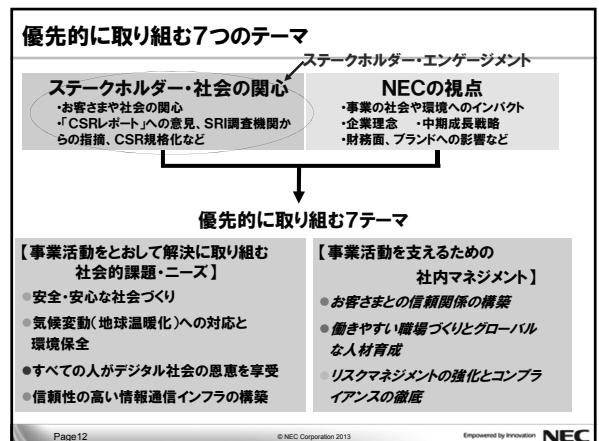 優先的に取り組む7つのテーマ
ステークホルダー・エンゲージメント
ステークホルダー・社会の関心
・お客さまや社会の関心
・「CSRレポート」への意見、SRI調査機関か
らの指摘、CSR規格化など
NECの視点
・事業の社会や環境へのインパクト
・企業理念　・中期成長戦略
・財務面、ブランドへの影響など
優先的に取り組む7テーマ
【事業活動をとおして解決に取り組む
社会的課題・ニーズ】
●安全・安心な社会づくり
●気候変動(地球温暖化)への対応と
環境保全
●すべての人がデジタル社会の恩恵を享受
●信頼性の高い情報通信インフラの構築
【事業活動を支えるための
社内マネジメント】
●お客さまとの信頼関係の構築
●働きやすい職場づくりとグローバル
な人材育成
●リスクマネジメントの強化とコンプラ
イアンスの徹底
Page12
© NEC Corporation 2013
Empowered by Innovation
NEC